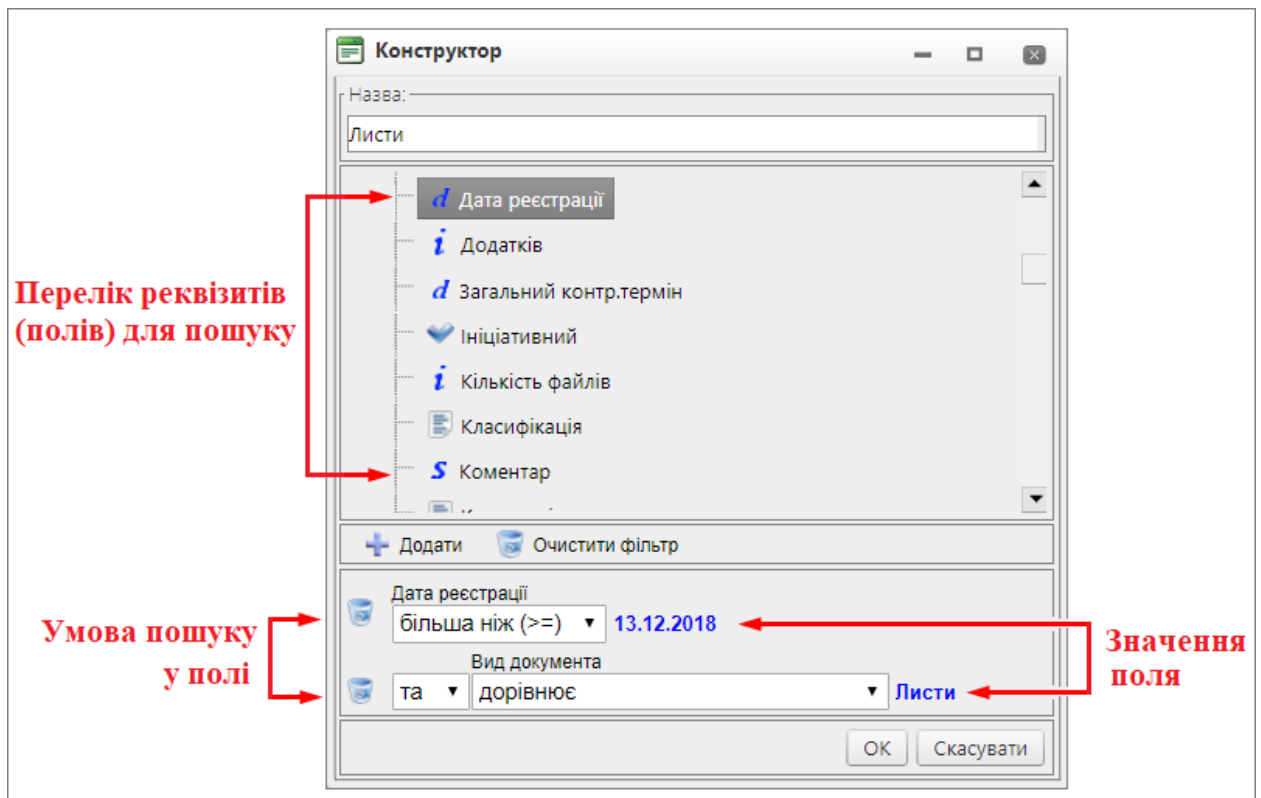 Конструктор
Назва:
Листи
Дата реєстрації
Додатків
Загальний контр.термін
Ініціативний
Кількість файлів
Класифікація
Коментар
Перелік реквізитів
(полів) для пошуку
Додати Очистити фільтр
Дата реєстрації
більша ніж (>=) 13.12.2018
Вид документа
та дорівнює Листи
Умова пошуку
у полі
Значення
поля
ОК Скасувати